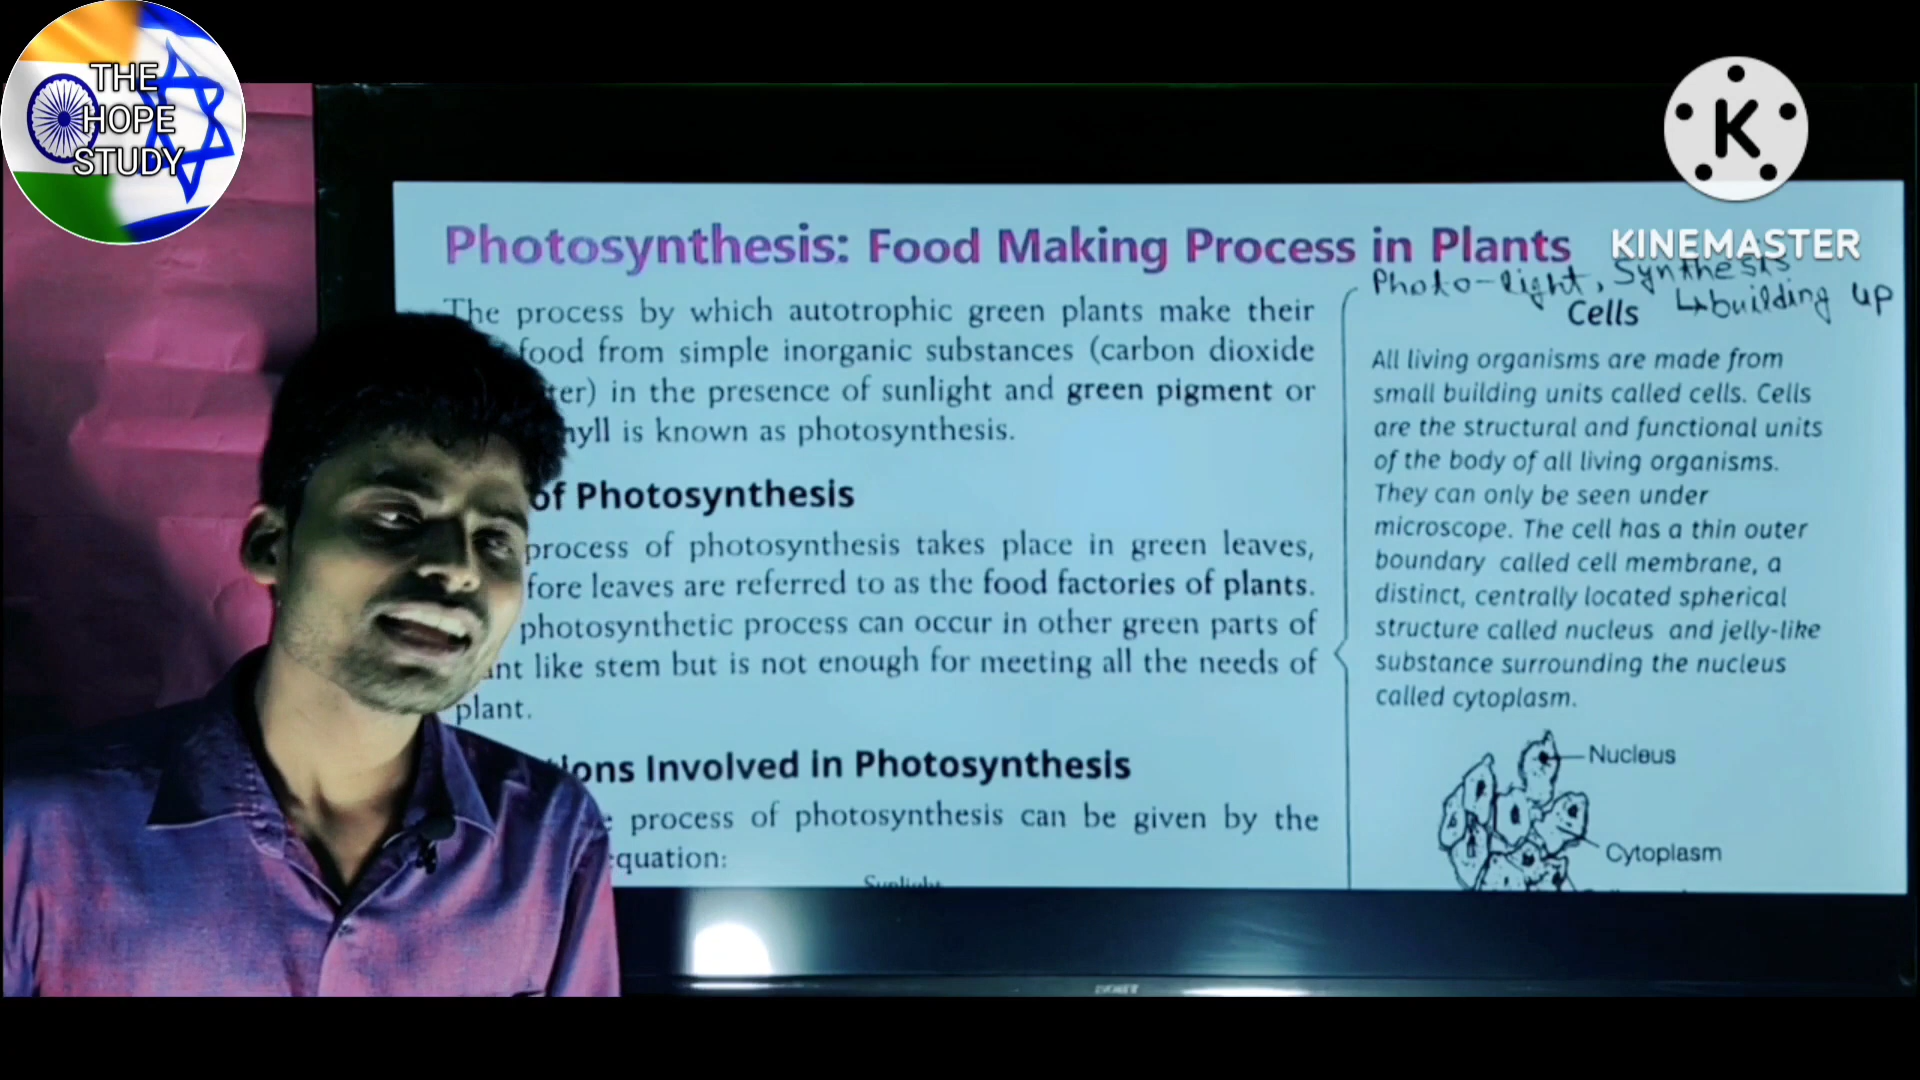 THE
HOPE
STUDY
K
KINEMASTER
Photosynthesis: Food Making Process in Plants
Photo-light, Synthesis
↳building up
The process by which autotrophic green plants make their
food from simple inorganic substances (carbon dioxide
ter) in the presence of sunlight and green pigment or
hyll is known as photosynthesis.
of Photosynthesis
process of photosynthesis takes place in green leaves,
fore leaves are referred to as the food factories of plants.
photosynthetic process can occur in other green parts of
ant like stem but is not enough for meeting all the needs of
plant.
ions Involved in Photosynthesis
process of photosynthesis can be given by the
equation:
Sunlight
Cells
All living organisms are made from
small building units called cells. Cells
are the structural and functional units
of the body of all living organisms.
They can only be seen under
microscope. The cell has a thin outer
boundary called cell membrane, a
distinct, centrally located spherical
structure called nucleus and jelly-like
substance surrounding the nucleus
called cytoplasm.
Nucleus
Cytoplasm